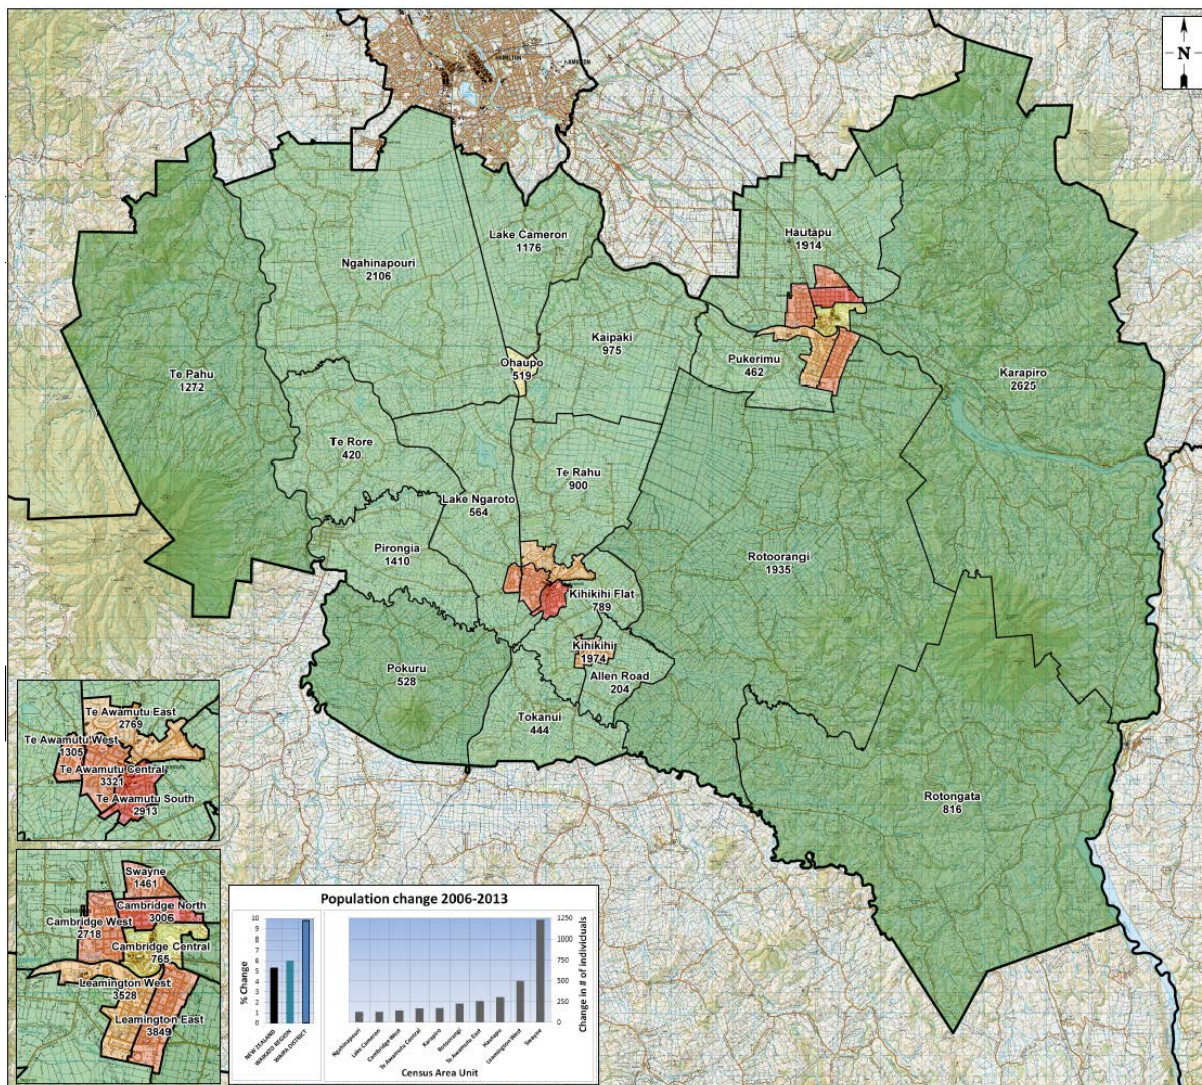 N
HAMILTON
Hautapu
1914
Lake Cameron
1176
Ngahinapouri
2106
Kaipaki
975
Ohaupo
519
Pukerimu
462
Te Pahu
1272
Karapiro
2625
Te Rore
420
Te Rahu
900
Lake Ngaroto
564
Pirongia
1410
Rotoorangi
1935
Kihikihi Flat
789
Kihikihi
1974
Allen Road
204
Pokuru
528
Tokanui
444
Rotongata
816
Te Awamutu East
2769
Te Awamutu West
1305
Te Awamutu Central
3321
Te Awamutu South
2913
Swayne
1461
Cambridge North
3006
Cambridge West
2718
Cambridge Central
765
Leamington West
3528
Leamington East
3849
Population change 2006-2013
% Change
10
9
8
7
6
5
4
3
2
1
0
NEW ZEALAND
WAIKATO REGION
WAIPA DISTRICT
1250
1000
750
500
250
0
Change in # of individuals
Ngahinapouri
Lake Cameron
Cambridge West
Te Awamutu Central
Karapiro
Rotoorangi
Te Awamutu East
Hautapu
Leamington West
Swayne
Census Area Unit